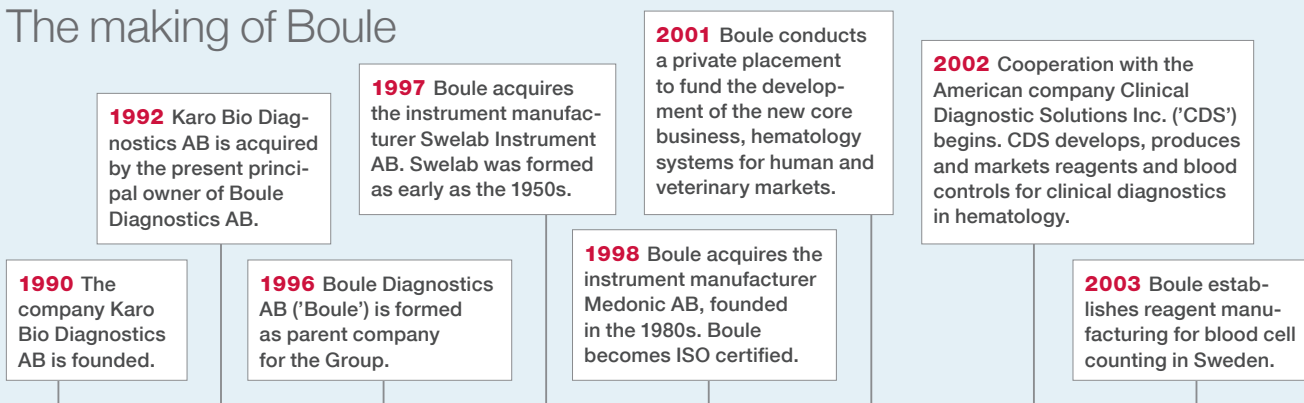 The making of Boule
1990 The
company Karo
Bio Diagnostics
AB is founded.
1992 Karo Bio Diag-
nostics AB is acquired
by the present princi-
pal owner of Boule
Diagnostics AB.
1996 Boule Diagnostics
AB (’Boule’) is formed
as parent company
for the Group.
1997 Boule acquires
the instrument manufac-
turer Swelab Instrument
AB. Swelab was formed
as early as the 1950s.
1998 Boule acquires the
instrument manufacturer
Medonic AB, founded
in the 1980s. Boule
becomes ISO certified.
2001 Boule conducts
a private placement
to fund the develop-
ment of the new core
business, hematology
systems for human and
veterinary markets.
2002 Cooperation with the
American company Clinical
Diagnostic Solutions Inc. (’CDS’)
begins. CDS develops, produces
and markets reagents and blood
controls for clinical diagnostics
in hematology.
2003 Boule estab-
lishes reagent manu-
facturing for blood cell
counting in Sweden.